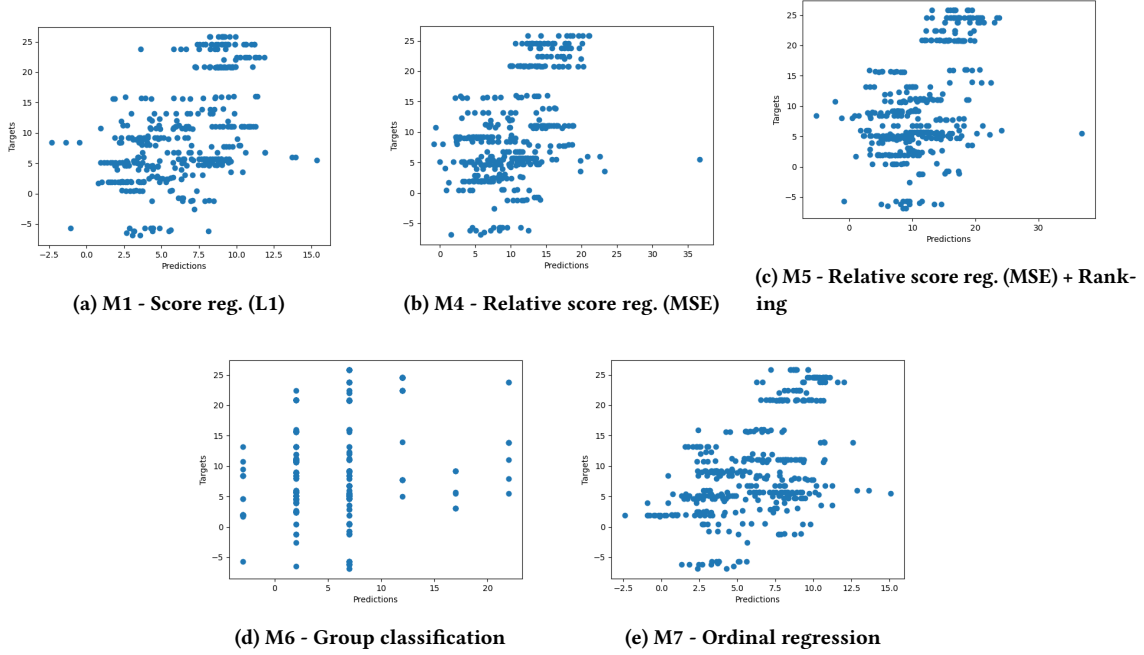 25
20
15
10
5
0
−5
Targets
−2.5 0.0 2.5 5.0 7.5 10.0 12.5 15.0
Predictions
(a) M1 - Score reg. (L1)
25
20
15
10
5
0
−5
Targets
0 5 10 15 20 25 30 35
Predictions
(b) M4 - Relative score reg. (MSE)
25
20
15
10
5
0
−5
Targets
0 10 20 30
Predictions
(c) M5 - Relative score reg. (MSE) + Rank-
ing
25
20
15
10
5
0
−5
Targets
0 5 10 15 20
Predictions
(d) M6 - Group classification
25
20
15
10
5
0
−5
Targets
−2.5 0.0 2.5 5.0 7.5 10.0 12.5 15.0
Predictions
(e) M7 - Ordinal regression